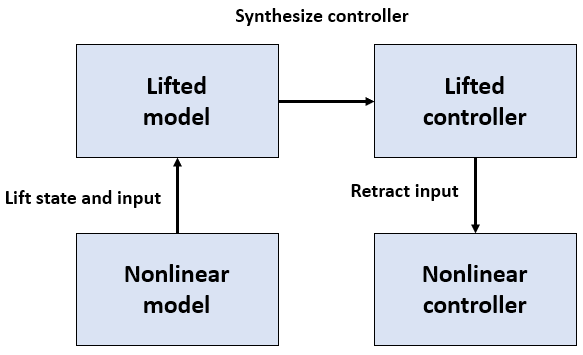 Synthesize controller
Lifted
model
Lifted
controller
Lift state and input
Retract input
Nonlinear
model
Nonlinear
controller